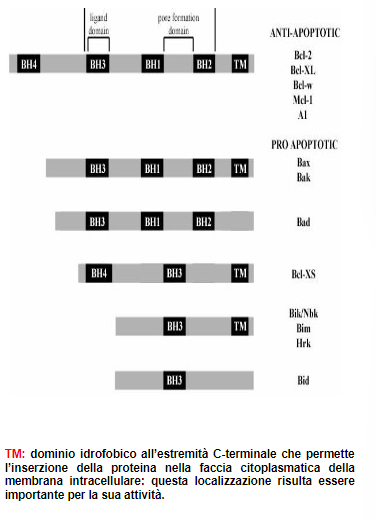 ligand
domain
pore formation
domain
ANTI-APOPTOTIC
BH4 BH3 BH1 BH2 TM
Bcl-2
Bcl-XL
Bcl-w
Mcl-1
A1
PRO APOPTOTIC
BH3 BH1 BH2 TM
Bax
Bak
BH3 BH1 BH2
Bad
BH4 BH3 TM
Bcl-XS
BH3 TM
Bik/Nbk
Bim
Hrk
BH3
Bid
TM: dominio idrofobico all'estremità C-terminale che permette
l'inserzione della proteina nella faccia citoplasmatica della
membrana intracellulare: questa localizzazione risulta essere
importante per la sua attività.